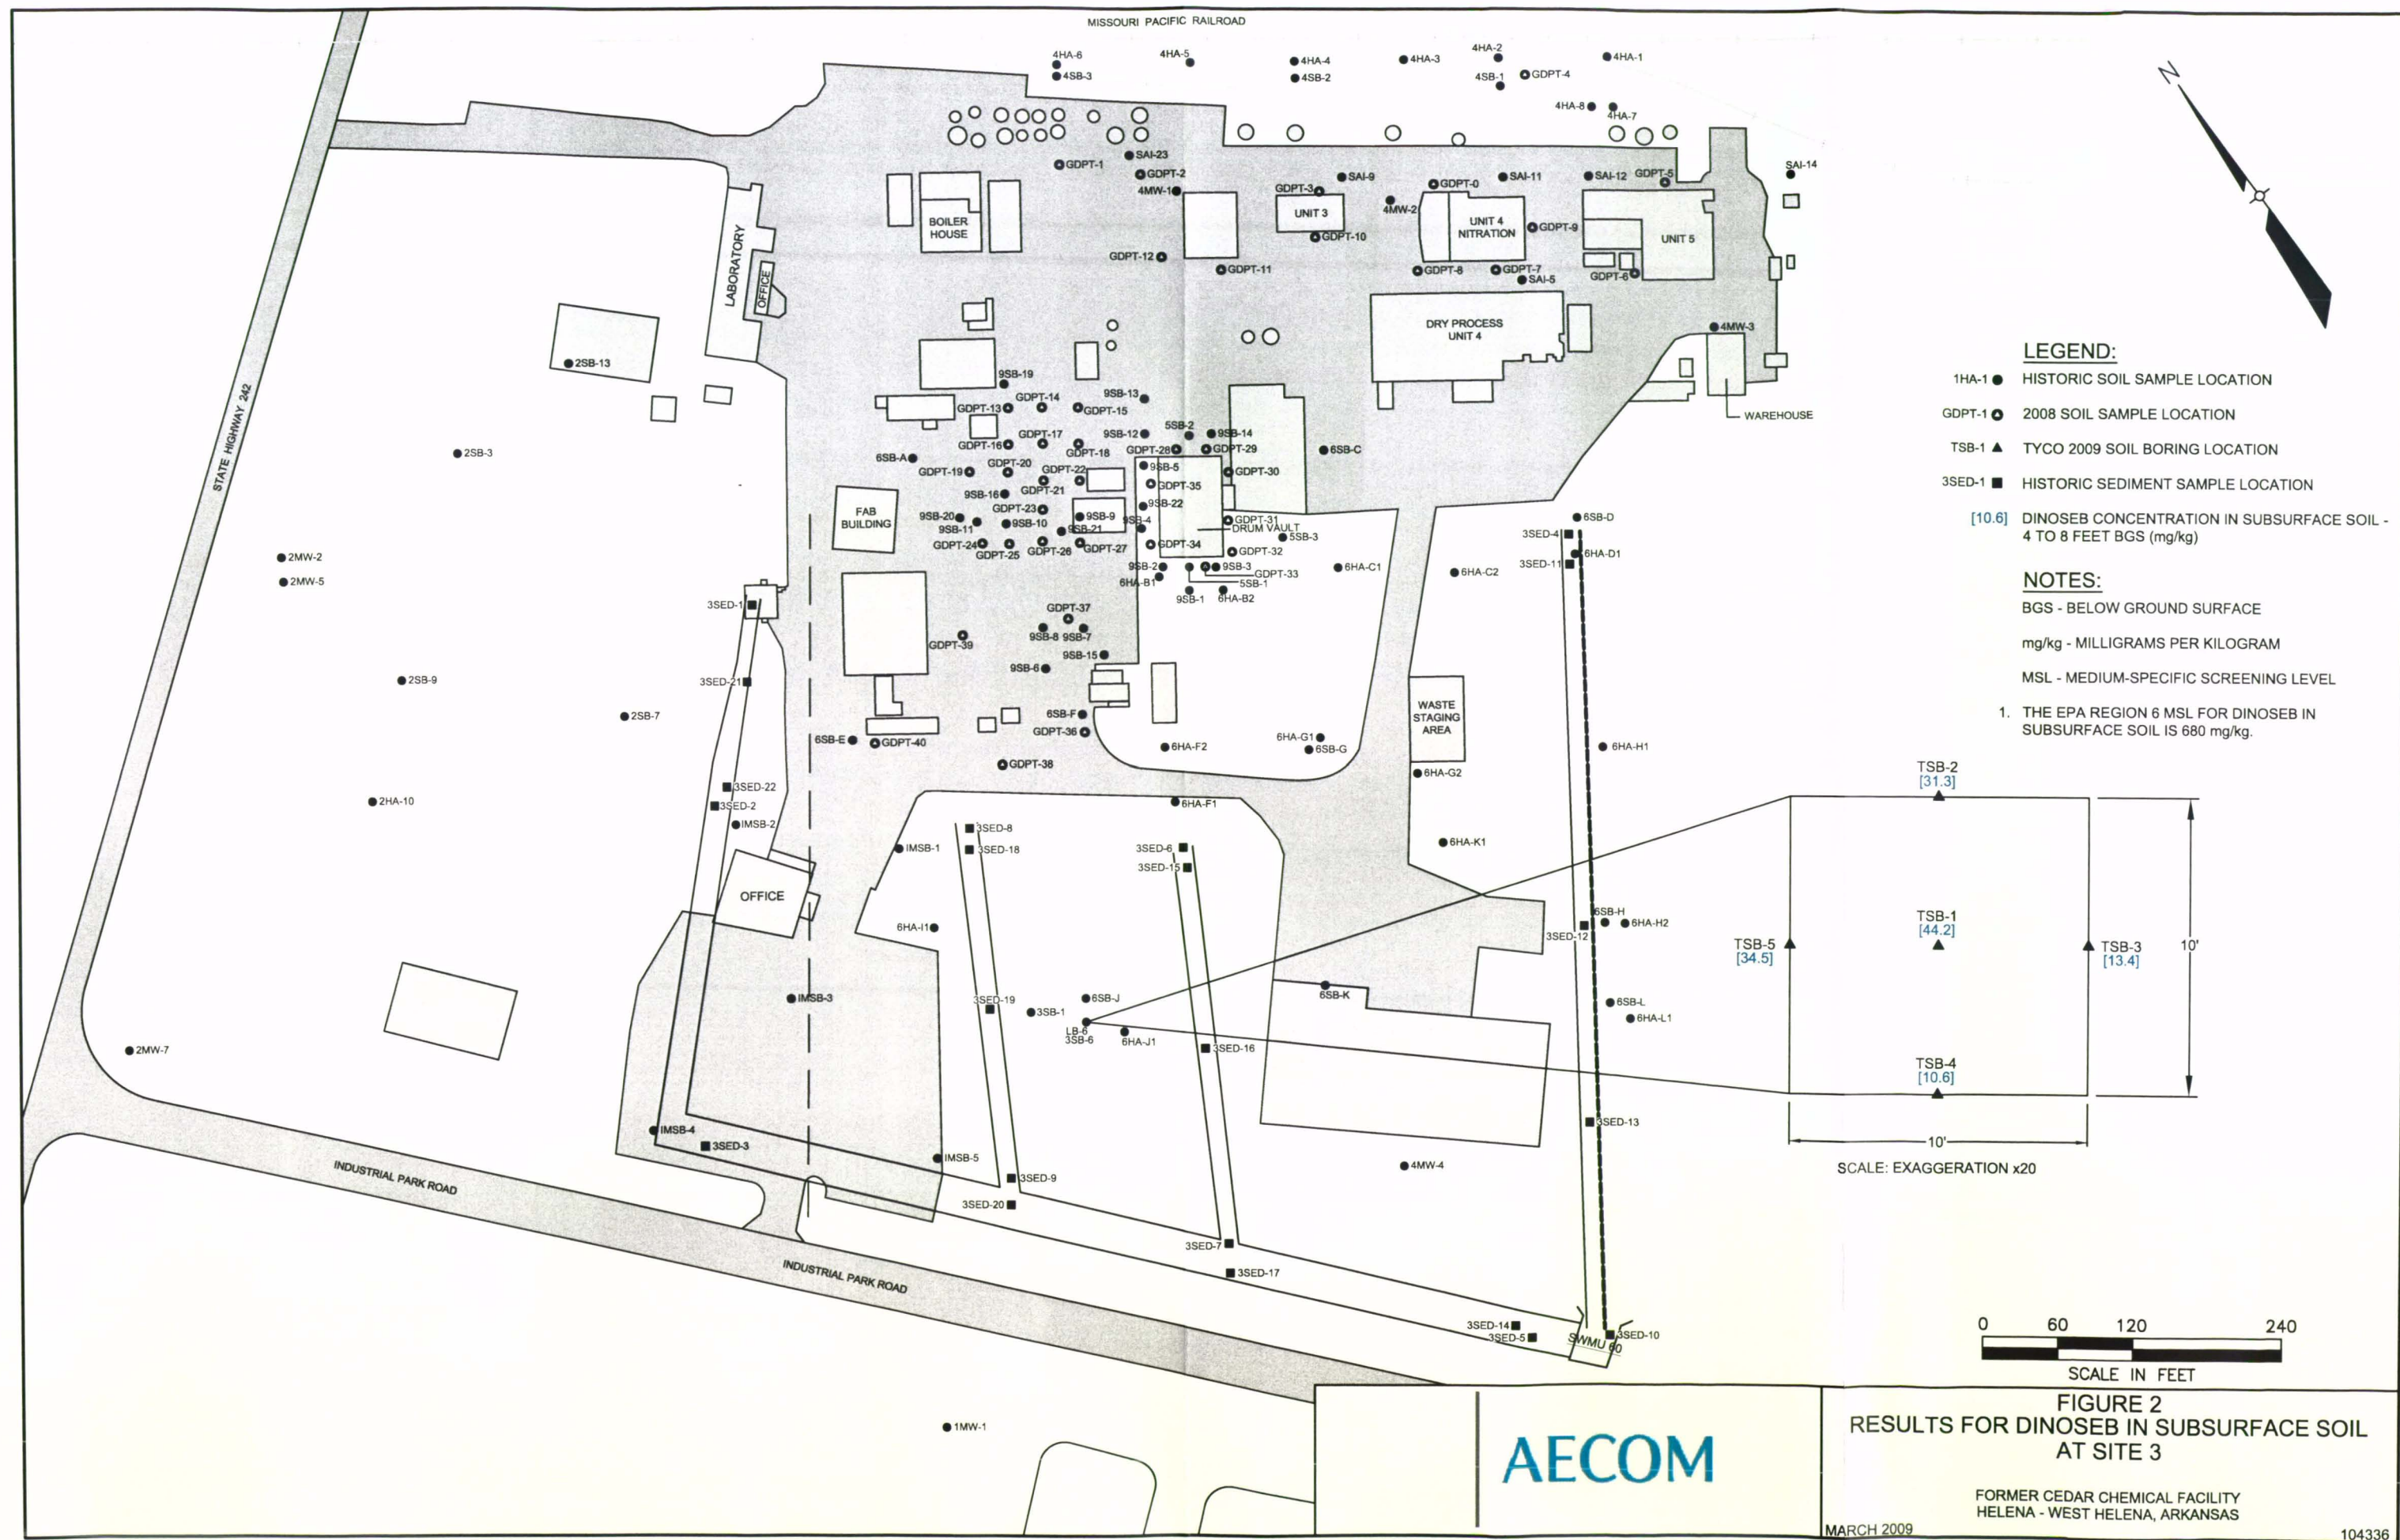 MISSOURI PACIFIC RAILROAD
4HA-6
4SB-3
4HA-5
4HA-4
4SB-2
4HA-3
4HA-2
4SB-1
GDPT-4
4HA-1
4HA-8
4HA-7
N
GDPT-1
SAI-23
GDPT-2
4MW-1
SAI-9
GDPT-3
UNIT 3
GDPT-10
4MW-2
GDPT-0
SAI-11
UNIT 4
NITRATION
GDPT-9
SAI-12
GDPT-5
SAI-14
UNIT 5
GDPT-12
GDPT-11
GDPT-8
GDPT-7
SAI-5
GDPT-6
BOILER
HOUSE
LABORATORY
OFFICE
DRY PROCESS
UNIT 4
4MW-3
WAREHOUSE
STATE HIGHWAY 242
2SB-13
2SB-3
2MW-2
2MW-5
2SB-9
2SB-7
2HA-10
2MW-7
9SB-19
GDPT-14
GDPT-13
GDPT-15
9SB-13
GDPT-17
GDPT-16
GDPT-18
9SB-12
5SB-2
9SB-14
GDPT-28
GDPT-29
6SB-A
GDPT-19
GDPT-20
GDPT-22
GDPT-21
9SB-5
GDPT-30
6SB-C
GDPT-35
9SB-16
9SB-22
GDPT-23
FAB
BUILDING
9SB-20
9SB-11
9SB-10
9SB-9
9SB-21
9SB-4
GDPT-31
DRUM VAULT
5SB-3
GDPT-24
GDPT-25
GDPT-26
GDPT-27
GDPT-34
GDPT-32
9SB-2
9SB-3
GDPT-33
6HA-B1
5SB-1
9SB-1
6HA-B2
6HA-C1
6HA-C2
6SB-D
3SED-4
6HA-D1
3SED-11
3SED-1
GDPT-37
9SB-8
9SB-7
GDPT-39
9SB-15
9SB-6
3SED-21
6SB-F
GDPT-36
6SB-E
GDPT-40
GDPT-38
6HA-F2
6HA-G1
6SB-G
WASTE
STAGING
AREA
6HA-G2
6HA-H1
3SED-22
3SED-2
IMSB-2
6HA-F1
3SED-8
3SED-18
IMSB-1
3SED-6
3SED-15
6HA-K1
OFFICE
6HA-I1
6SB-H
6HA-H2
3SED-12
IMSB-3
3SED-19
3SB-1
6SB-J
LB-6
3SB-6
6HA-J1
6SB-K
6SB-L
6HA-L1
3SED-16
3SED-13
IMSB-4
3SED-3
IMSB-5
4MW-4
3SED-9
3SED-20
3SED-7
3SED-17
3SED-14
3SED-5
SWMU 60
3SED-10
INDUSTRIAL PARK ROAD
INDUSTRIAL PARK ROAD
1MW-1
LEGEND:
1HA-1 HISTORIC SOIL SAMPLE LOCATION
GDPT-1 2008 SOIL SAMPLE LOCATION
TSB-1 TYCO 2009 SOIL BORING LOCATION
3SED-1 HISTORIC SEDIMENT SAMPLE LOCATION
[10.6] DINOSEB CONCENTRATION IN SUBSURFACE SOIL -
4 TO 8 FEET BGS (mg/kg)
NOTES:
BGS - BELOW GROUND SURFACE
mg/kg - MILLIGRAMS PER KILOGRAM
MSL - MEDIUM-SPECIFIC SCREENING LEVEL
1. THE EPA REGION 6 MSL FOR DINOSEB IN
SUBSURFACE SOIL IS 680 mg/kg.
TSB-2
[31.3]
TSB-1
[44.2]
TSB-5
[34.5]
TSB-3
[13.4]
10'
TSB-4
[10.6]
10'
SCALE: EXAGGERATION x20
0 60 120 240
SCALE IN FEET
AECOM
FIGURE 2
RESULTS FOR DINOSEB IN SUBSURFACE SOIL
AT SITE 3
FORMER CEDAR CHEMICAL FACILITY
HELENA - WEST HELENA, ARKANSAS
MARCH 2009
104336